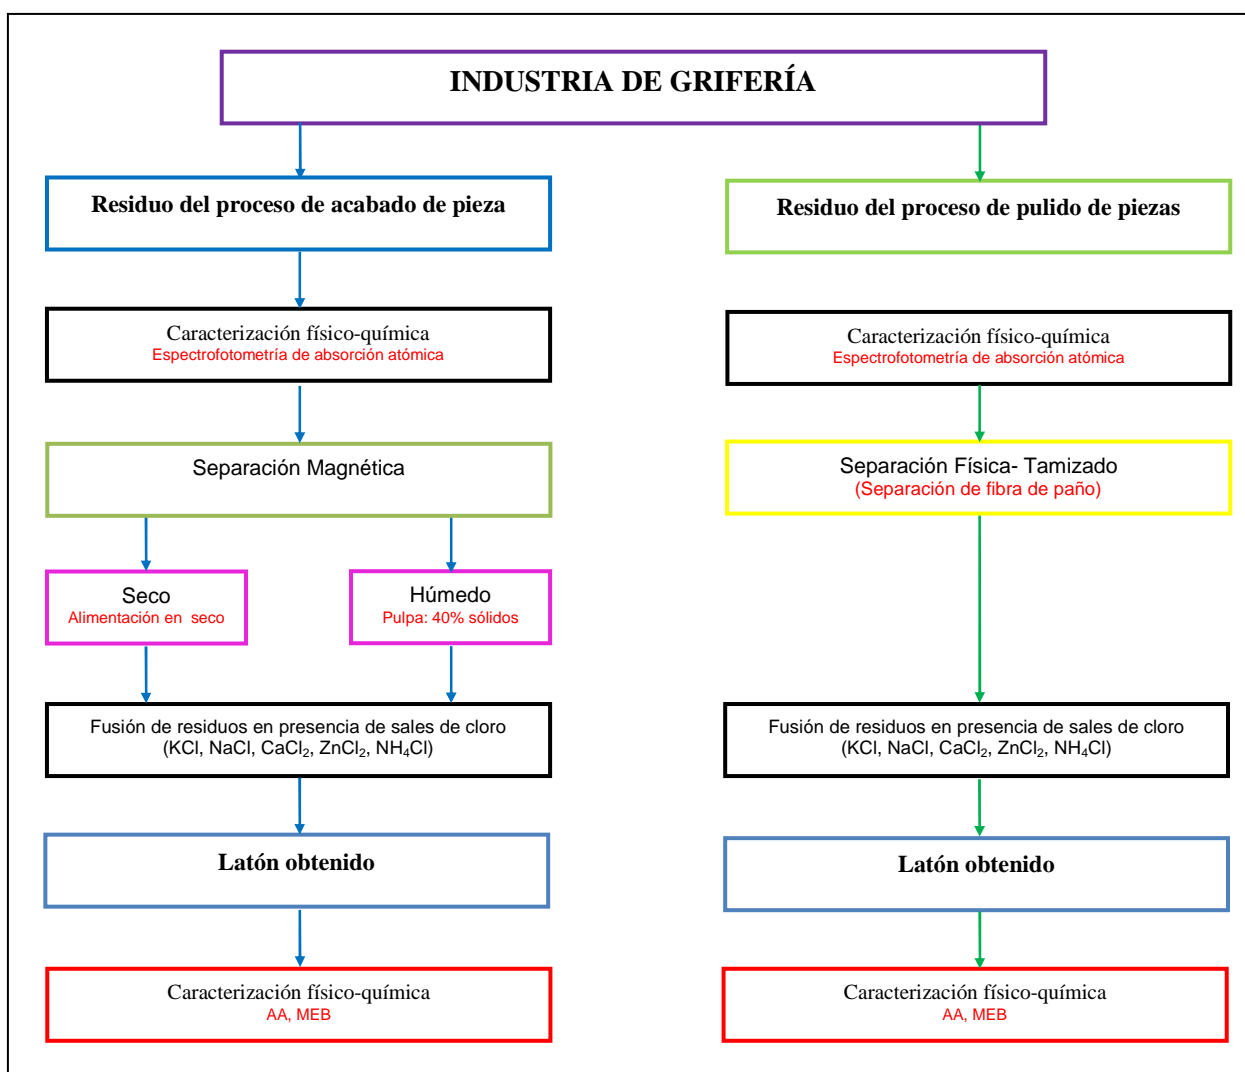 INDUSTRIA DE GRIFERÍA
Residuo del proceso de acabado de pieza
Caracterización físico-química
Espectrofotometría de absorción atómica
Separación Magnética
Seco
Alimentación en  seco
Húmedo
Pulpa: 40% sólidos
Fusión de residuos en presencia de sales de cloro
(KCl, NaCl, CaCl₂, ZnCl₂, NH₄Cl)
Latón obtenido
Caracterización físico-química
AA, MEB
Residuo del proceso de pulido de piezas
Caracterización físico-química
Espectrofotometría de absorción atómica
Separación Física- Tamizado
(Separación de fibra de paño)
Fusión de residuos en presencia de sales de cloro
(KCl, NaCl, CaCl₂, ZnCl₂, NH₄Cl)
Latón obtenido
Caracterización físico-química
AA, MEB